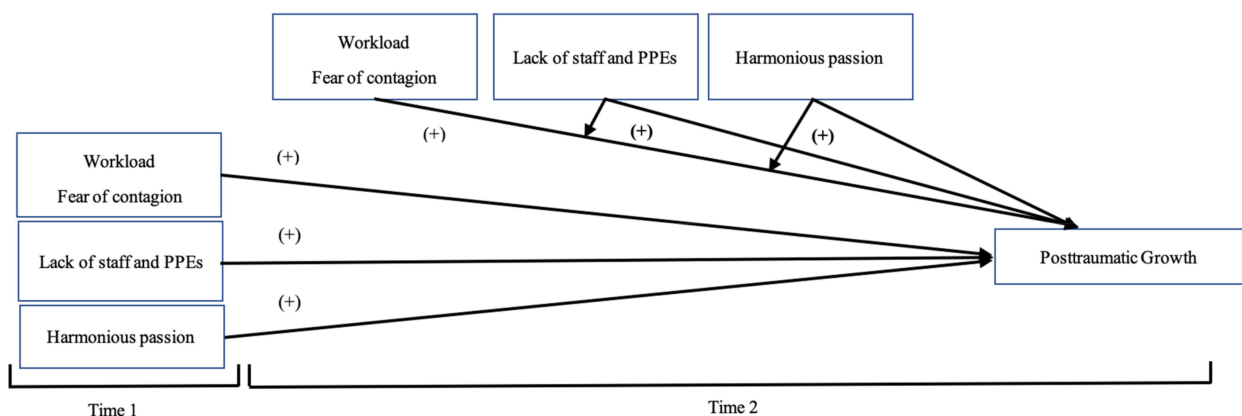 Workload
Fear of contagion
Lack of staff and PPEs
Harmonious passion
(+)
(+)
(+)
Workload
Fear of contagion
(+)
Lack of staff and PPEs
(+)
Harmonious passion
(+)
Posttraumatic Growth
Time 1
Time 2